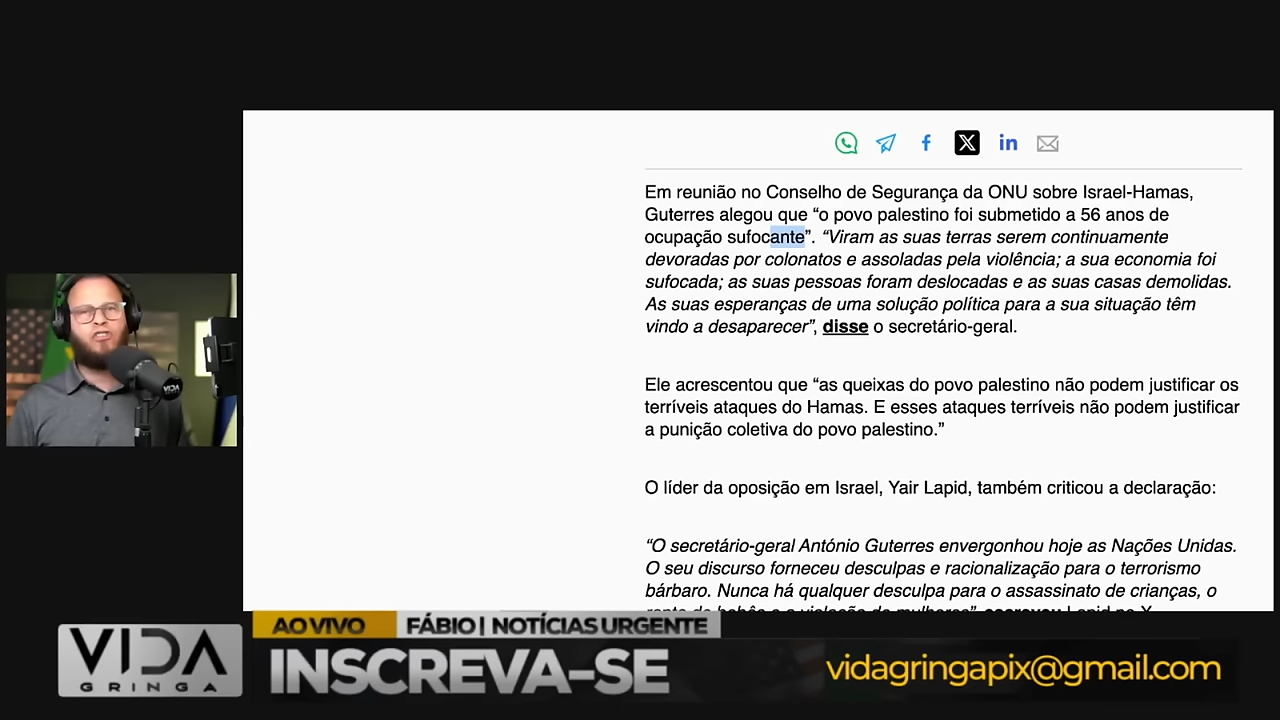 Em reunião no Conselho de Segurança da ONU sobre Israel-Hamas,
Guterres alegou que “o povo palestino foi submetido a 56 anos de
ocupação sufocante”. “Viram as suas terras serem continuamente
devoradas por colonatos e assoladas pela violência; a sua economia foi
sufocada; as suas pessoas foram deslocadas e as suas casas demolidas.
As suas esperanças de uma solução política para a sua situação têm
vindo a desaparecer”, disse o secretário-geral.
Ele acrescentou que “as queixas do povo palestino não podem justificar os
terríveis ataques do Hamas. E esses ataques terríveis não podem justificar
a punição coletiva do povo palestino.”
O líder da oposição em Israel, Yair Lapid, também criticou a declaração:
“O secretário-geral António Guterres envergonhou hoje as Nações Unidas.
O seu discurso forneceu desculpas e racionalização para o terrorismo
bárbaro. Nunca há qualquer desculpa para o assassinato de crianças, o
AO VIVO FÁBIO | NOTÍCIAS URGENTE
VIDA
GRINGA
INSCREVA-SE
vidagringapix@gmail.com